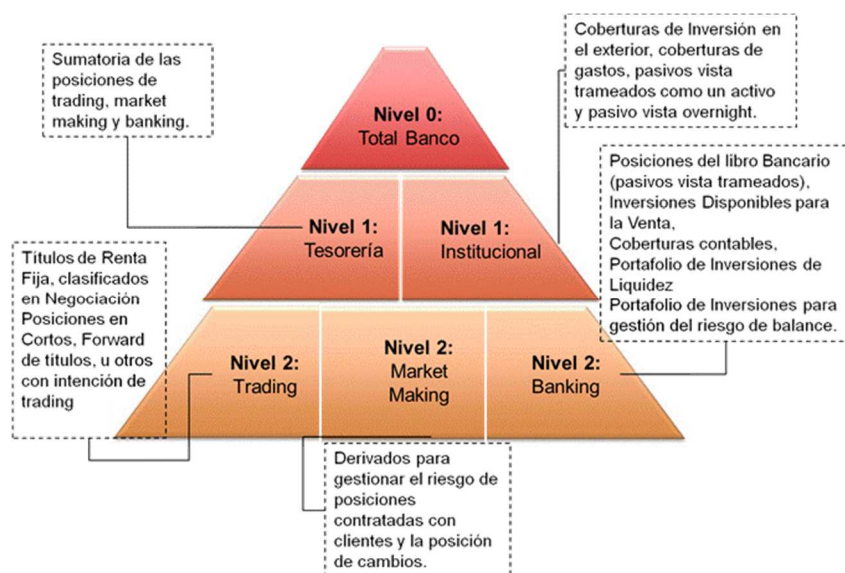 Sumatoria de las
posiciones de
trading, market
making y banking.
Coberturas de Inversión en
el exterior, coberturas de
gastos, pasivos vista
trameados como un activo
y pasivo vista overnight.
Nivel 0:
Total Banco
Nivel 1:
Tesorería
Nivel 1:
Institucional
Posiciones del libro Bancario
(pasivos vista trameados),
Inversiones Disponibles para
la Venta,
Coberturas contables,
Portafolio de Inversiones de
Liquidez
Portafolio de Inversiones para
gestión del riesgo de balance.
Títulos de Renta
Fija, clasificados
en Negociación
Posiciones en
Cortos, Forward
de títulos, u otros
con intención de
trading
Nivel 2:
Trading
Nivel 2:
Market
Making
Nivel 2:
Banking
Derivados para
gestionar el riesgo de
posiciones
contratadas con
clientes y la posición
de cambios.